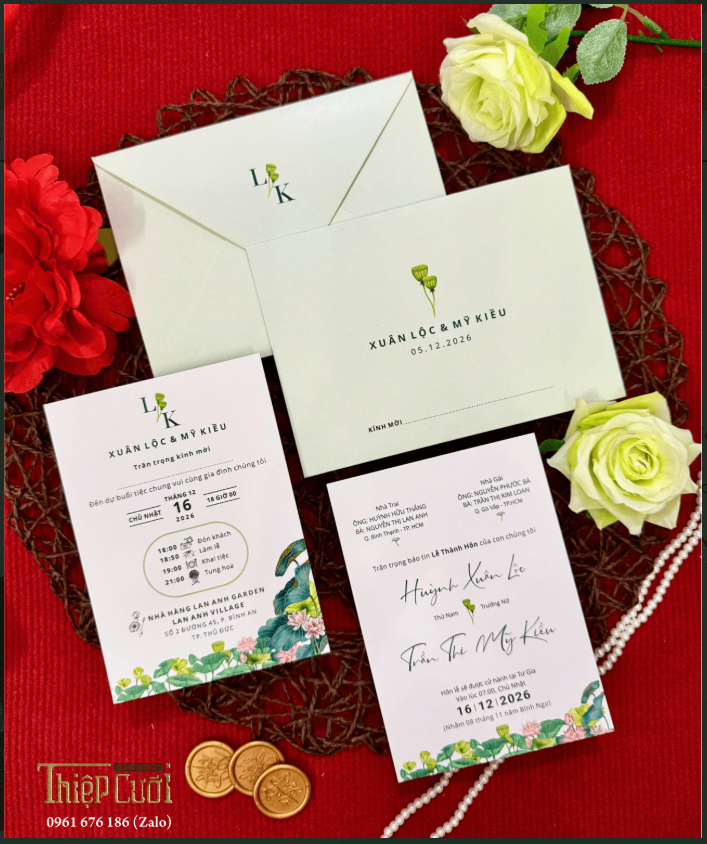 L K
XUÂN LỘC & MỸ KIỀU
05.12.2026
KÍNH MỜI
L K
XUÂN LỘC & MỸ KIỀU
Trân trọng kính mời
Đến dự buổi tiệc chung vui cùng gia đình chúng tôi
THÁNG 12
CHỦ NHẬT 16 18 GIỜ 00
2026
18:00 Đón khách
18:50 Làm lễ
19:00 Khai tiệc
21:00 Tung hoa
NHÀ HÀNG LAN ANH GARDEN
LAN ANH VILLAGE
SỐ 2 ĐƯỜNG 45, P. BÌNH AN
TP. THỦ ĐỨC
Nhà Trai
ÔNG: HUỲNH HỮU THẮNG
BÀ: NGUYỄN THỊ LAN ANH
Q. Bình Thạnh - TP. HCM
Nhà Gái
ÔNG: NGUYỄN PHƯỚC BÁ
BÀ: TRẦN THỊ KIM LOAN
Q. Gò Vấp - TP.HCM
Trân trọng báo tin Lễ Thành Hôn của con chúng tôi
Huỳnh Xuân Lộc
Thứ Nam Trưởng Nữ
Trần Thị Mỹ Kiều
Hôn lễ sẽ được cử hành tại Tư Gia
Vào lúc 07:00, Chủ Nhật
16 | 12 | 2026
(Nhằm 08 tháng 11 năm Bính Ngọ)
THIỆP CƯỚI
0961 676 186 (Zalo)